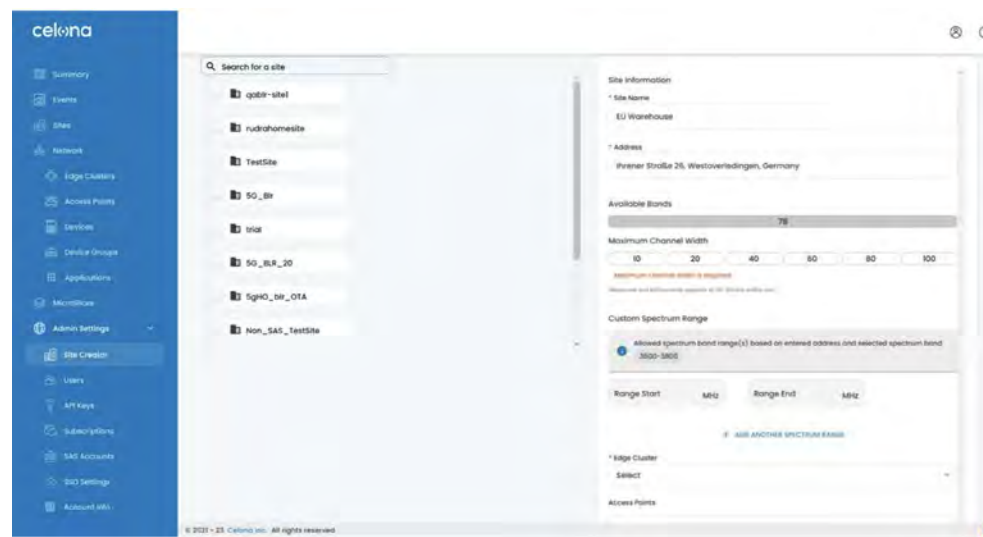 celona
Summary
Events
Sites
Network
Edge Clusters
Access Points
Devices
Device Groups
Applications
MicroSlices
Admin Settings
Site Creator
Users
API Keys
Subscriptions
SAS Accounts
SSO Settings
Account Info
Search for a site
qablr-site1
rudrahomesite
TestSite
5G_Blr
trial
5G_BLR_20
5gHO_blr_OTA
Non_SAS_TestSite
Site Information
* Site Name
EU Warehouse
* Address
Ihrener Straße 26, Westoverledingen, Germany
Available Bands
78
Maximum Channel Width
10 20 40 60 80 100
Maximum channel width is required
Custom Spectrum Range
Allowed spectrum band range(s) based on entered address and selected spectrum band
3600-3800
Range Start MHz Range End MHz
+ ADD ANOTHER SPECTRUM RANGE
* Edge Cluster
Select
Access Points
© 2021 - 23 Celona Inc. All rights reserved